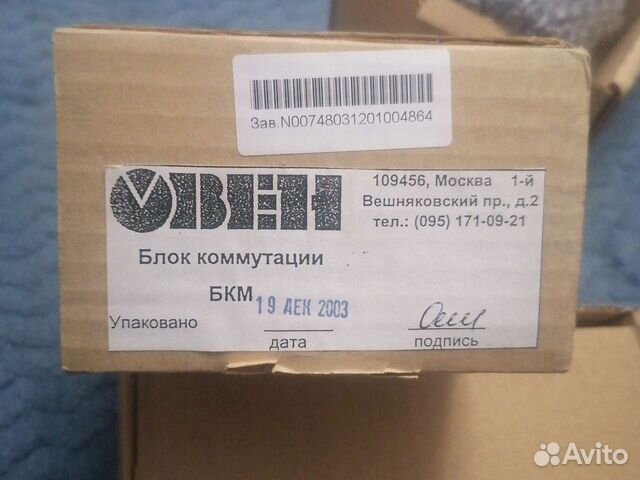 Зав.N00748031201004864
ОВЕН
109456, Москва 1-й
Вешняковский пр., д.2
тел.: (095) 171-09-21
Блок коммутации
БКМ
19 ДЕК 2003
Упаковано
дата
подпись
Avito